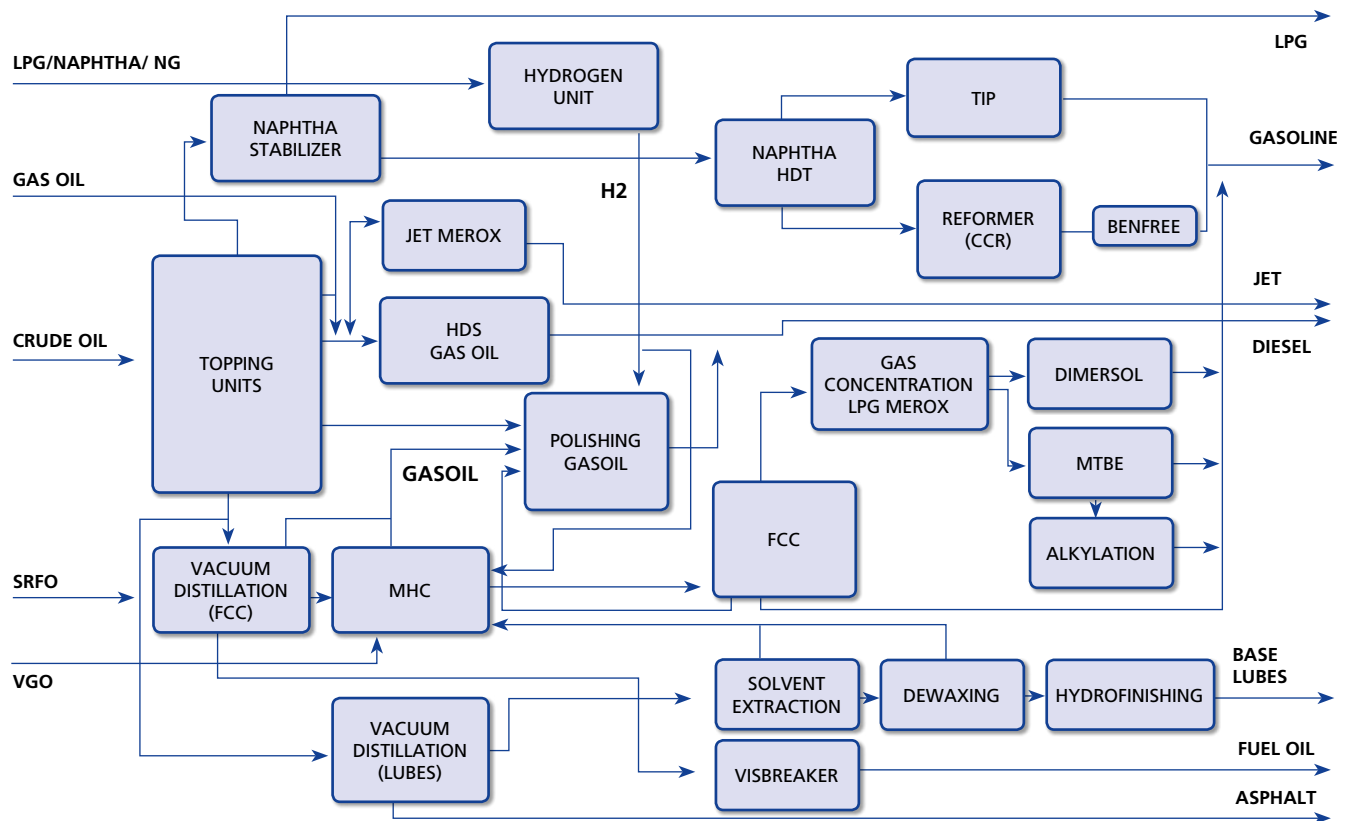 LPG
LPG/NAPHTHA/ NG
HYDROGEN
UNIT
TIP
NAPHTHA
STABILIZER
NAPHTHA
HDT
GASOLINE
GAS OIL
H2
JET MEROX
REFORMER
(CCR)
BENFREE
JET
CRUDE OIL
TOPPING
UNITS
HDS
GAS OIL
DIESEL
GAS
CONCENTRATION
LPG MEROX
DIMERSOL
POLISHING
GASOIL
GASOIL
MTBE
FCC
ALKYLATION
SRFO
VACUUM
DISTILLATION
(FCC)
MHC
VGO
SOLVENT
EXTRACTION
DEWAXING
HYDROFINISHING
BASE
LUBES
VACUUM
DISTILLATION
(LUBES)
VISBREAKER
FUEL OIL
ASPHALT